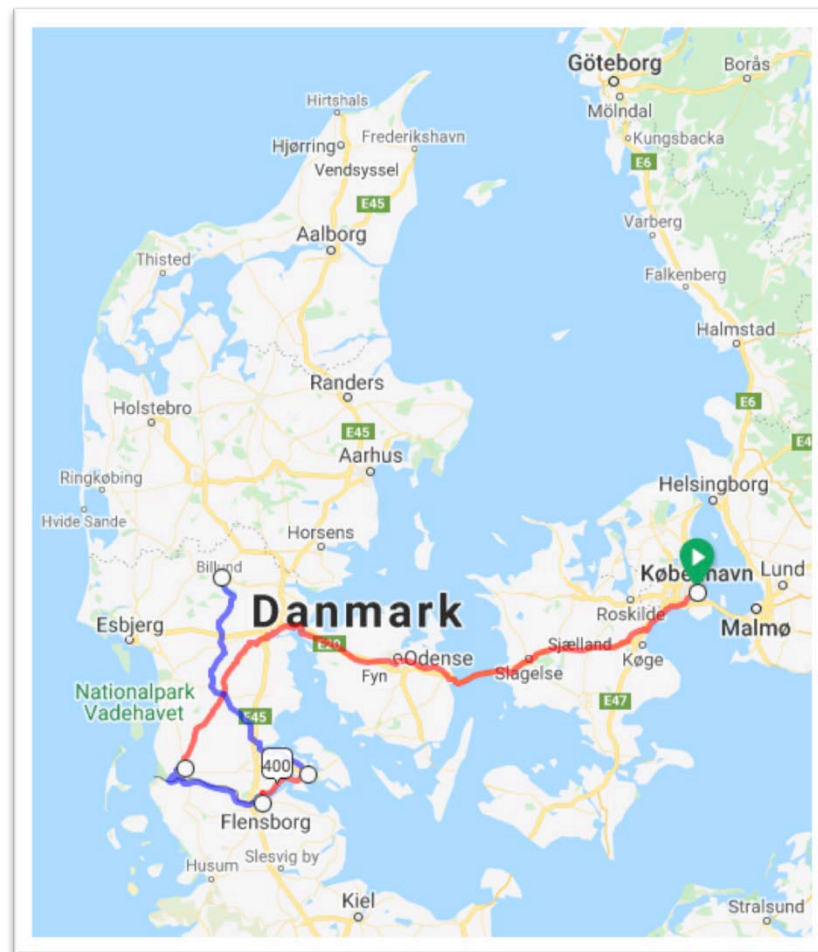 Göteborg
Borås
Mölndal
Kungsbacka
Hirtshals
Hjørring
Frederikshavn
Vendsyssel
E6
E45
Varberg
Aalborg
Thisted
Falkenberg
Halmstad
Randers
E6
Holstebro
E45
E4
Aarhus
Ringkøbing
Helsingborg
Hvide Sande
Horsens
Billund
København
Lund
Danmark
Roskilde
Malmø
Esbjerg
E20
Sjælland
Odense
Køge
Slagelse
Fyn
Nationalpark
Vadehavet
E47
E45
400
Flensborg
Slesvig by
Husum
Kiel
Stralsund